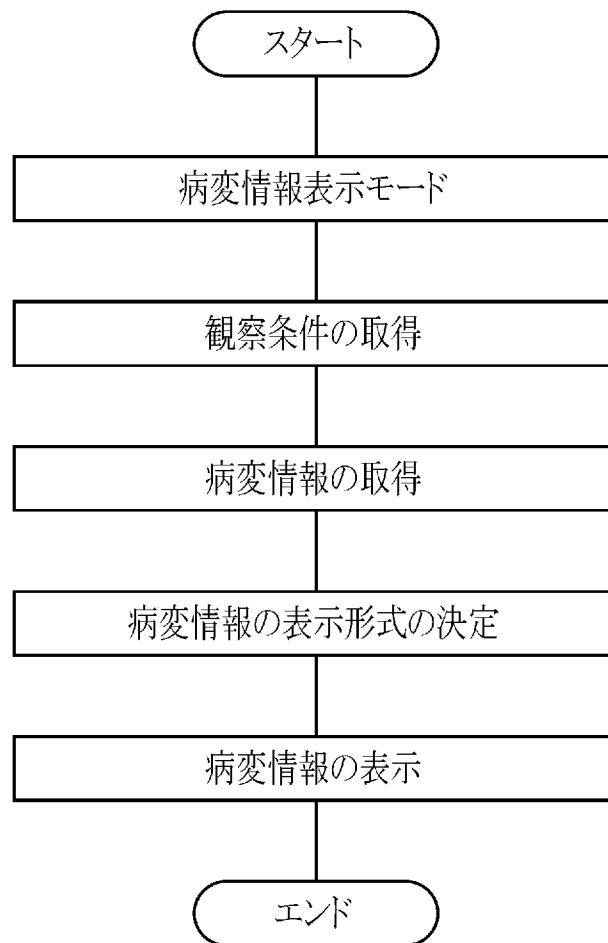 スタート
病変情報表示モード
観察条件の取得
病変情報の取得
病変情報の表示形式の決定
病変情報の表示
エンド